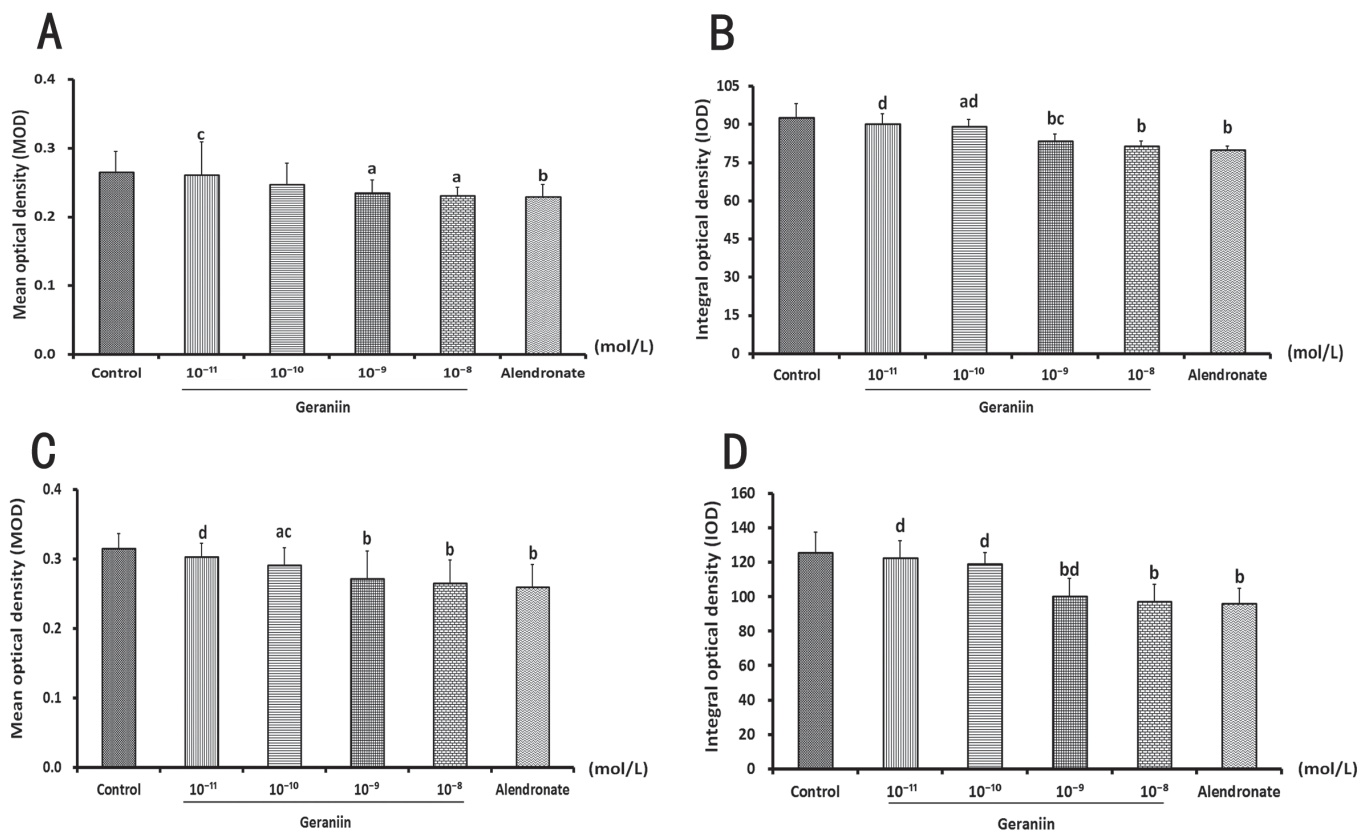 A
Mean optical density (MOD)
0.4
0.3
0.2
0.1
0.0
c
a
a
b
(mol/L)
Control 10⁻¹¹ 10⁻¹⁰ 10⁻⁹ 10⁻⁸ Alendronate
Geraniin
B
Integral optical density (IOD)
105
90
75
60
45
30
15
0
d
ad
bc
b
b
(mol/L)
Control 10⁻¹¹ 10⁻¹⁰ 10⁻⁹ 10⁻⁸ Alendronate
Geraniin
C
Mean optical density (MOD)
0.4
0.3
0.2
0.1
0.0
d
ac
b
b
b
(mol/L)
Control 10⁻¹¹ 10⁻¹⁰ 10⁻⁹ 10⁻⁸ Alendronate
Geraniin
D
Integral optical density (IOD)
160
140
120
100
80
60
40
20
0
d
d
bd
b
b
(mol/L)
Control 10⁻¹¹ 10⁻¹⁰ 10⁻⁹ 10⁻⁸ Alendronate
Geraniin